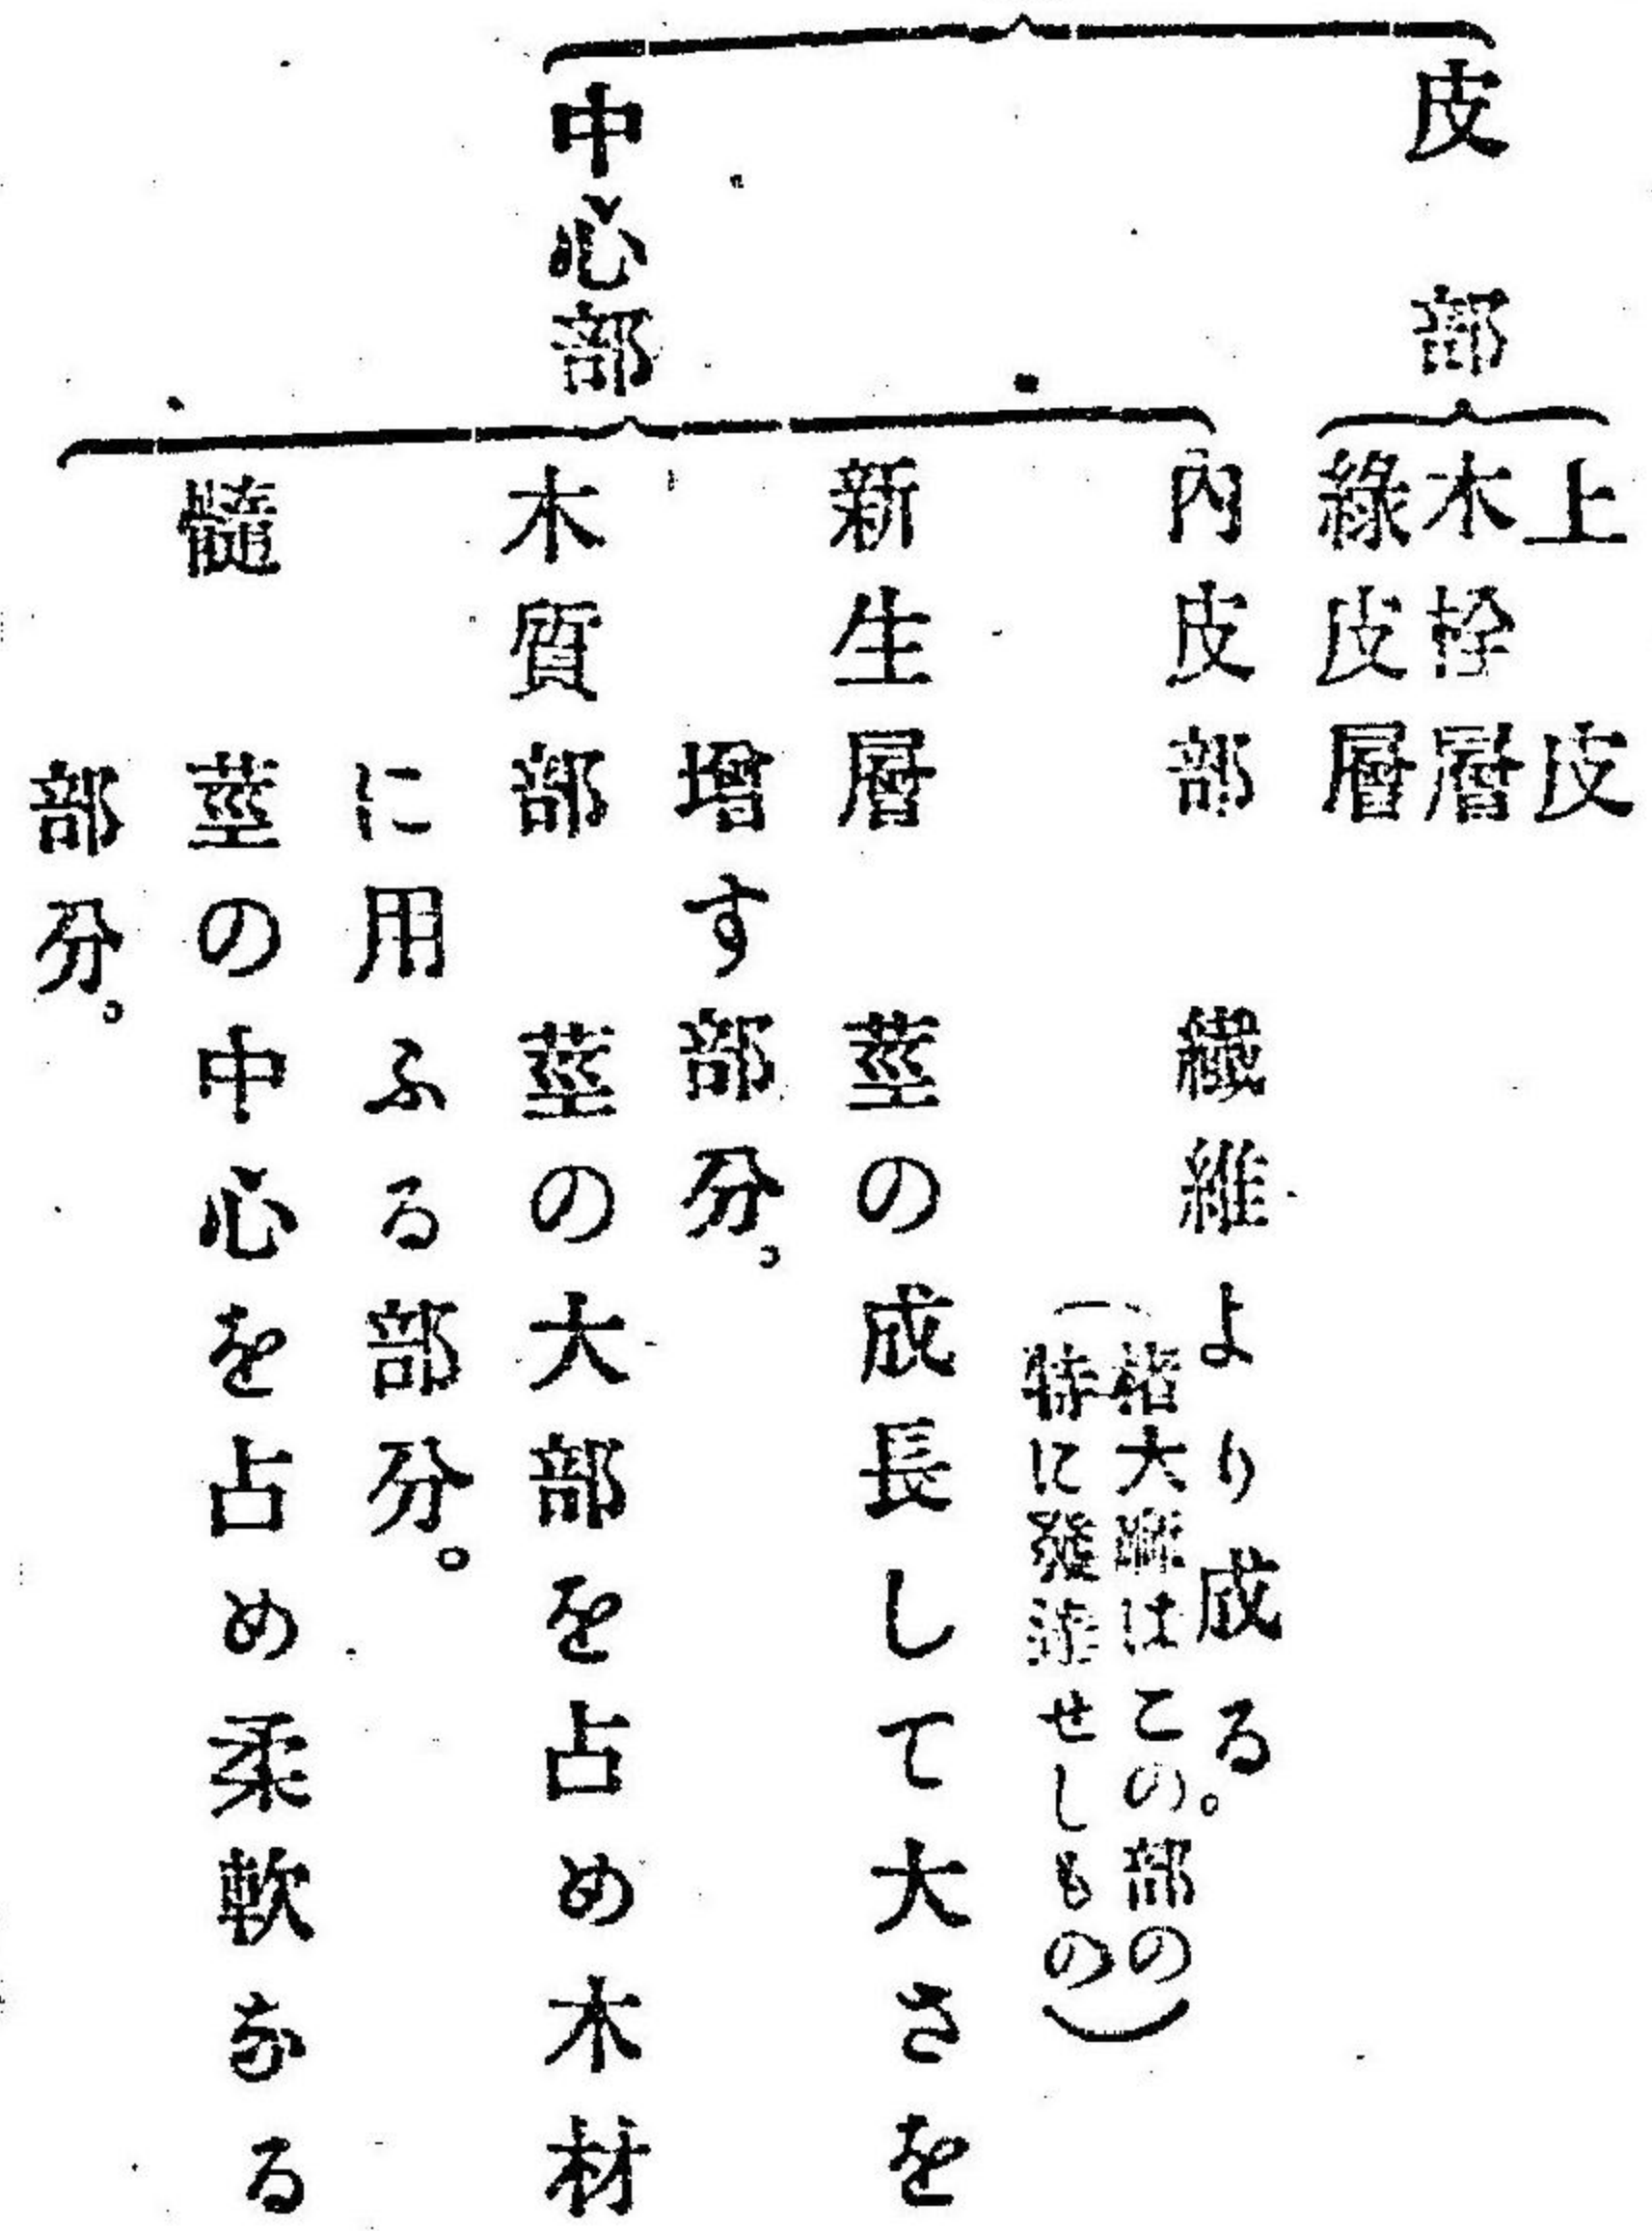 皮部
上皮
木栓層
綠皮層
中心部
內皮部　纖維より成る。
(楮大麻はこの部の
特に發達せしもの)
新生層　莖の成長して大さを
增す部分。
木質部　莖の大部を占め木材
に用ふる部分。
髓　莖の中心を占め柔軟なる
部分。